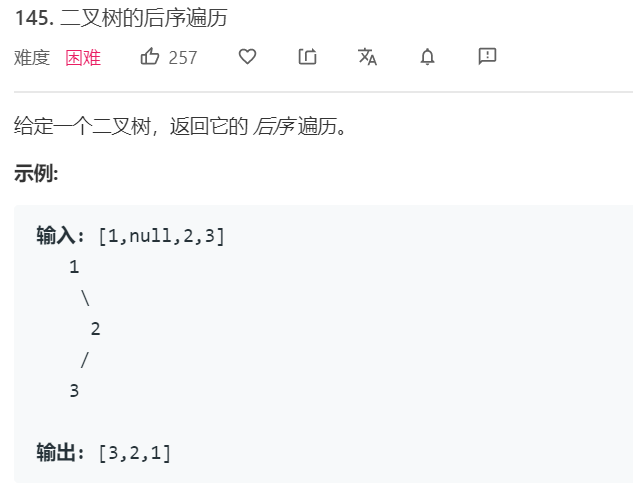 145. 二叉树的后序遍历
难度 困难 257
给定一个二叉树，返回它的 后序 遍历。
示例:
输入: [1,null,2,3]
1
\
2
/
3
输出: [3,2,1]